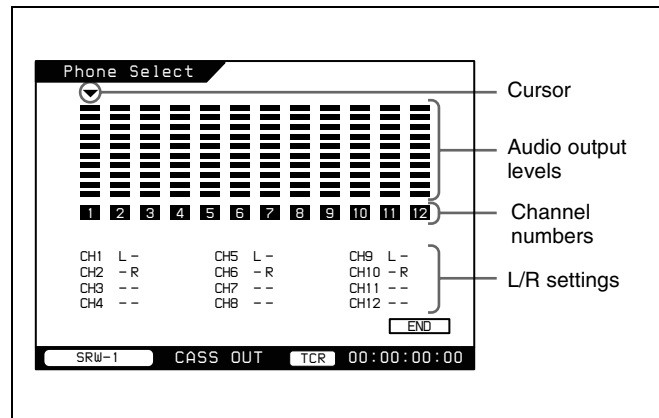 Phone Select
Cursor
Audio output
levels
1 2 3 4 5 6 7 8 9 10 11 12
Channel
numbers
CH1 L - CH5 L - CH9 L -
CH2 - R CH6 - R CH10 - R
CH3 - - CH7 - - CH11 - -
CH4 - - CH8 - - CH12 - -
L/R settings
END
SRW-1 CASS OUT TCR 00:00:00:00